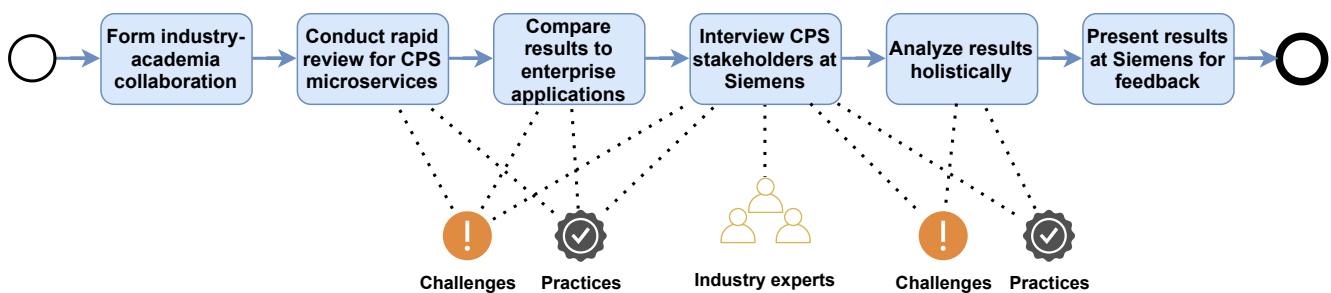 Form industry-
academia
collaboration
Conduct rapid
review for CPS
microservices
Compare
results to
enterprise
applications
Interview CPS
stakeholders at
Siemens
Analyze results
holistically
Present results
at Siemens for
feedback
Challenges
Practices
Industry experts
Challenges
Practices